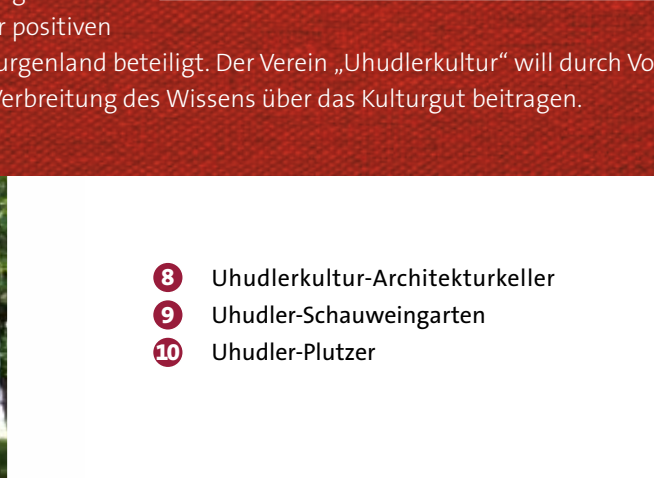 r positiven
urgenland beteiligt. Der Verein „Uhudlerkultur“ will durch Vo
Verbreitung des Wissens über das Kulturgut beitragen.
8 Uhudlerkultur-Architekturkeller
9 Uhudler-Schauweingarten
10 Uhudler-Plutzer